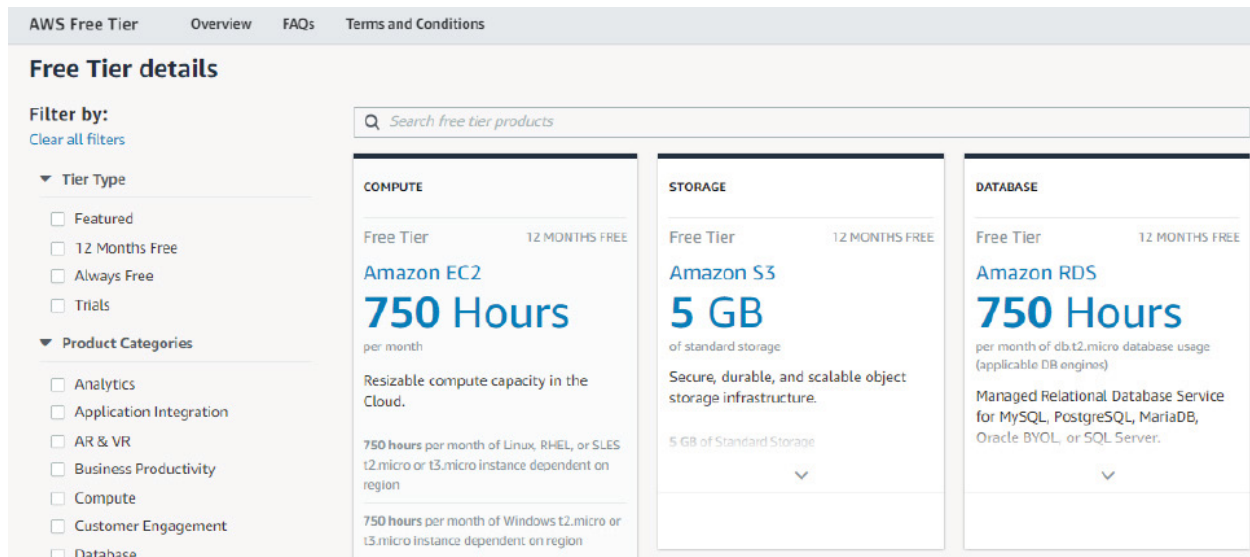 AWS Free Tier Overview FAQs Terms and Conditions
Free Tier details
Filter by:
Clear all filters
Tier Type
Featured
12 Months Free
Always Free
Trials
Product Categories
Analytics
Application Integration
AR & VR
Business Productivity
Compute
Customer Engagement
Database
Search free tier products
COMPUTE
Free Tier 12 MONTHS FREE
Amazon EC2
750 Hours
per month
Resizable compute capacity in the
Cloud.
750 hours per month of Linux, RHEL, or SLES
t2.micro or t3.micro instance dependent on
region
750 hours per month of Windows t2.micro or
t3.micro instance dependent on region
STORAGE
Free Tier 12 MONTHS FREE
Amazon S3
5 GB
of standard storage
Secure, durable, and scalable object
storage infrastructure.
5 GB of Standard Storage
DATABASE
Free Tier 12 MONTHS FREE
Amazon RDS
750 Hours
per month of db.t2.micro database usage
(applicable DB engines)
Managed Relational Database Service
for MySQL, PostgreSQL, MariaDB,
Oracle BYOL, or SQL Server.